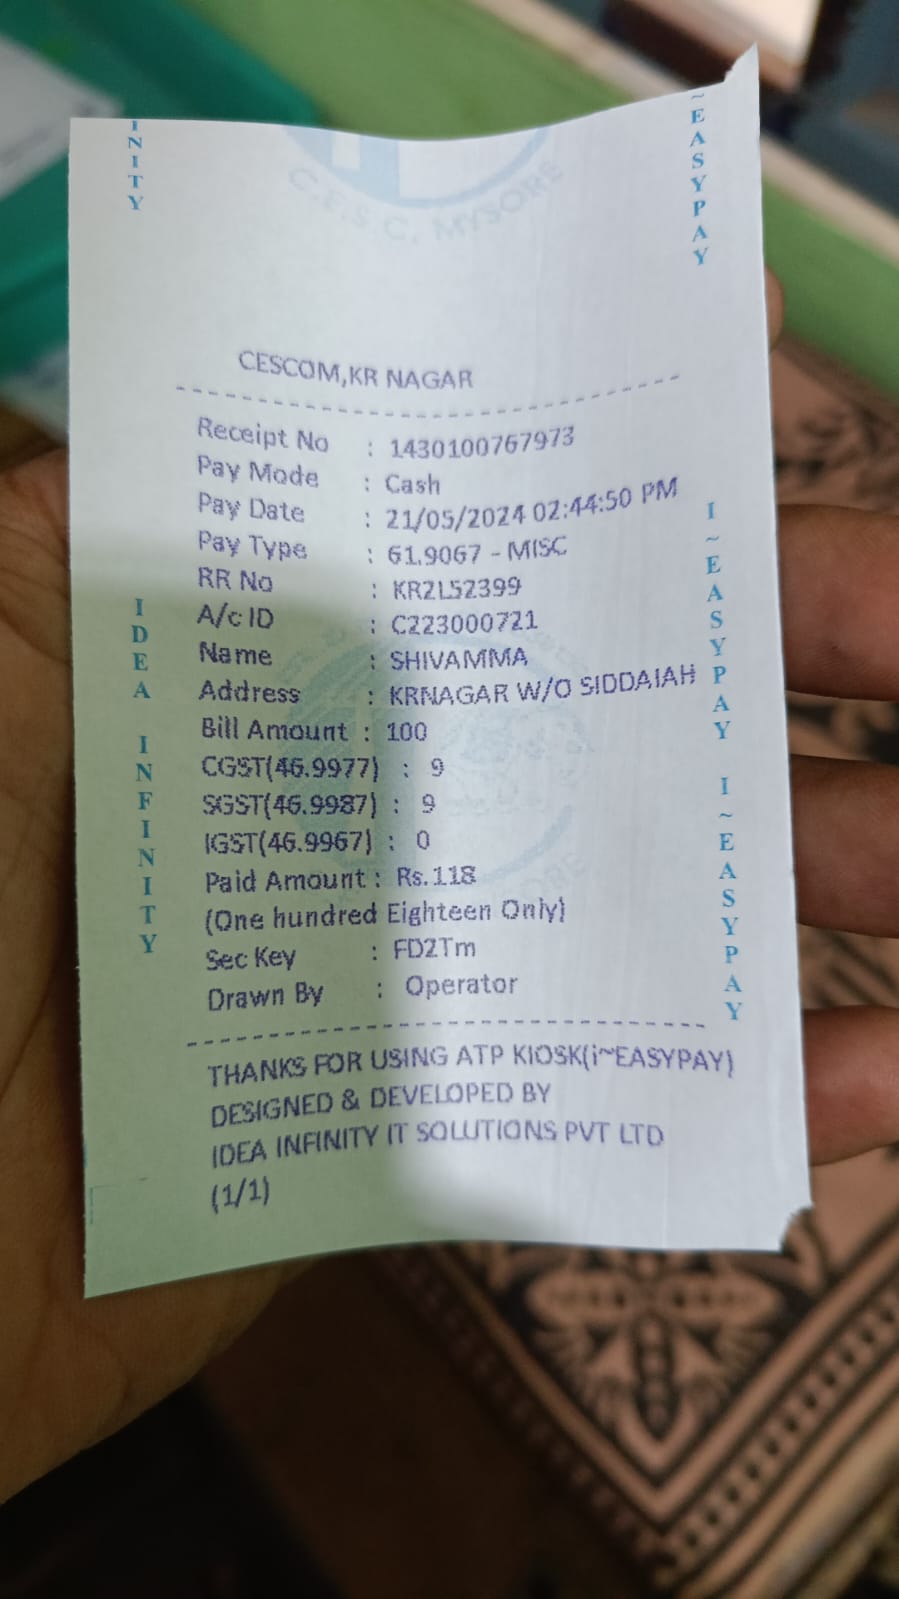 C.E.S.C. MYSORE
CESCOM,KR NAGAR
Receipt No : 1430100767973
Pay Mode : Cash
Pay Date : 21/05/2024 02:44:50 PM
Pay Type : 61.9067 - MISC
RR No : KRZL52399
A/c ID : C223000721
Name : SHIVAMMA
Address : KRNAGAR W/O SIDDAIAH
Bill Amount : 100
CGST(46.9977) : 9
SGST(46.9987) : 9
IGST(46.9967) : 0
Paid Amount : Rs.118
(One hundred Eighteen Only)
Sec Key : FD2Tm
Drawn By : Operator
THANKS FOR USING ATP KIOSK(i~EASYPAY)
DESIGNED & DEVELOPED BY
IDEA INFINITY IT SOLUTIONS PVT LTD
(1/1)
INITY
IDEA INFINITY
~EASYPAY
I~EASYPAY I~EASYPAY